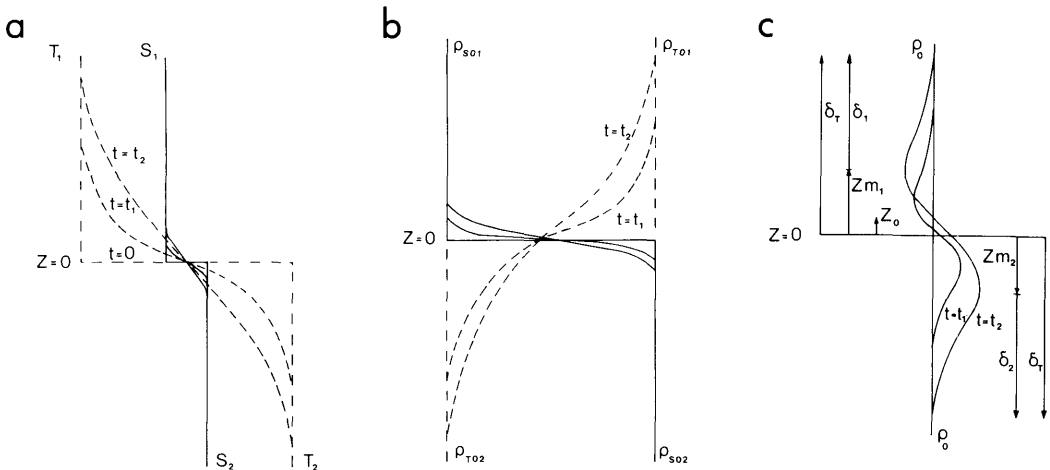 a
T₁
S₁
t = t₂
t = t₁
t = 0
Z = 0
S₂
T₂
b
ρ_S01
ρ_T01
t = t₂
t = t₁
Z = 0
ρ_T02
ρ_S02
c
ρ₀
δ_T
δ₁
Zm₁
Z₀
Z = 0
Zm₂
t = t₁
t = t₂
δ₂
δ_T
ρ₀